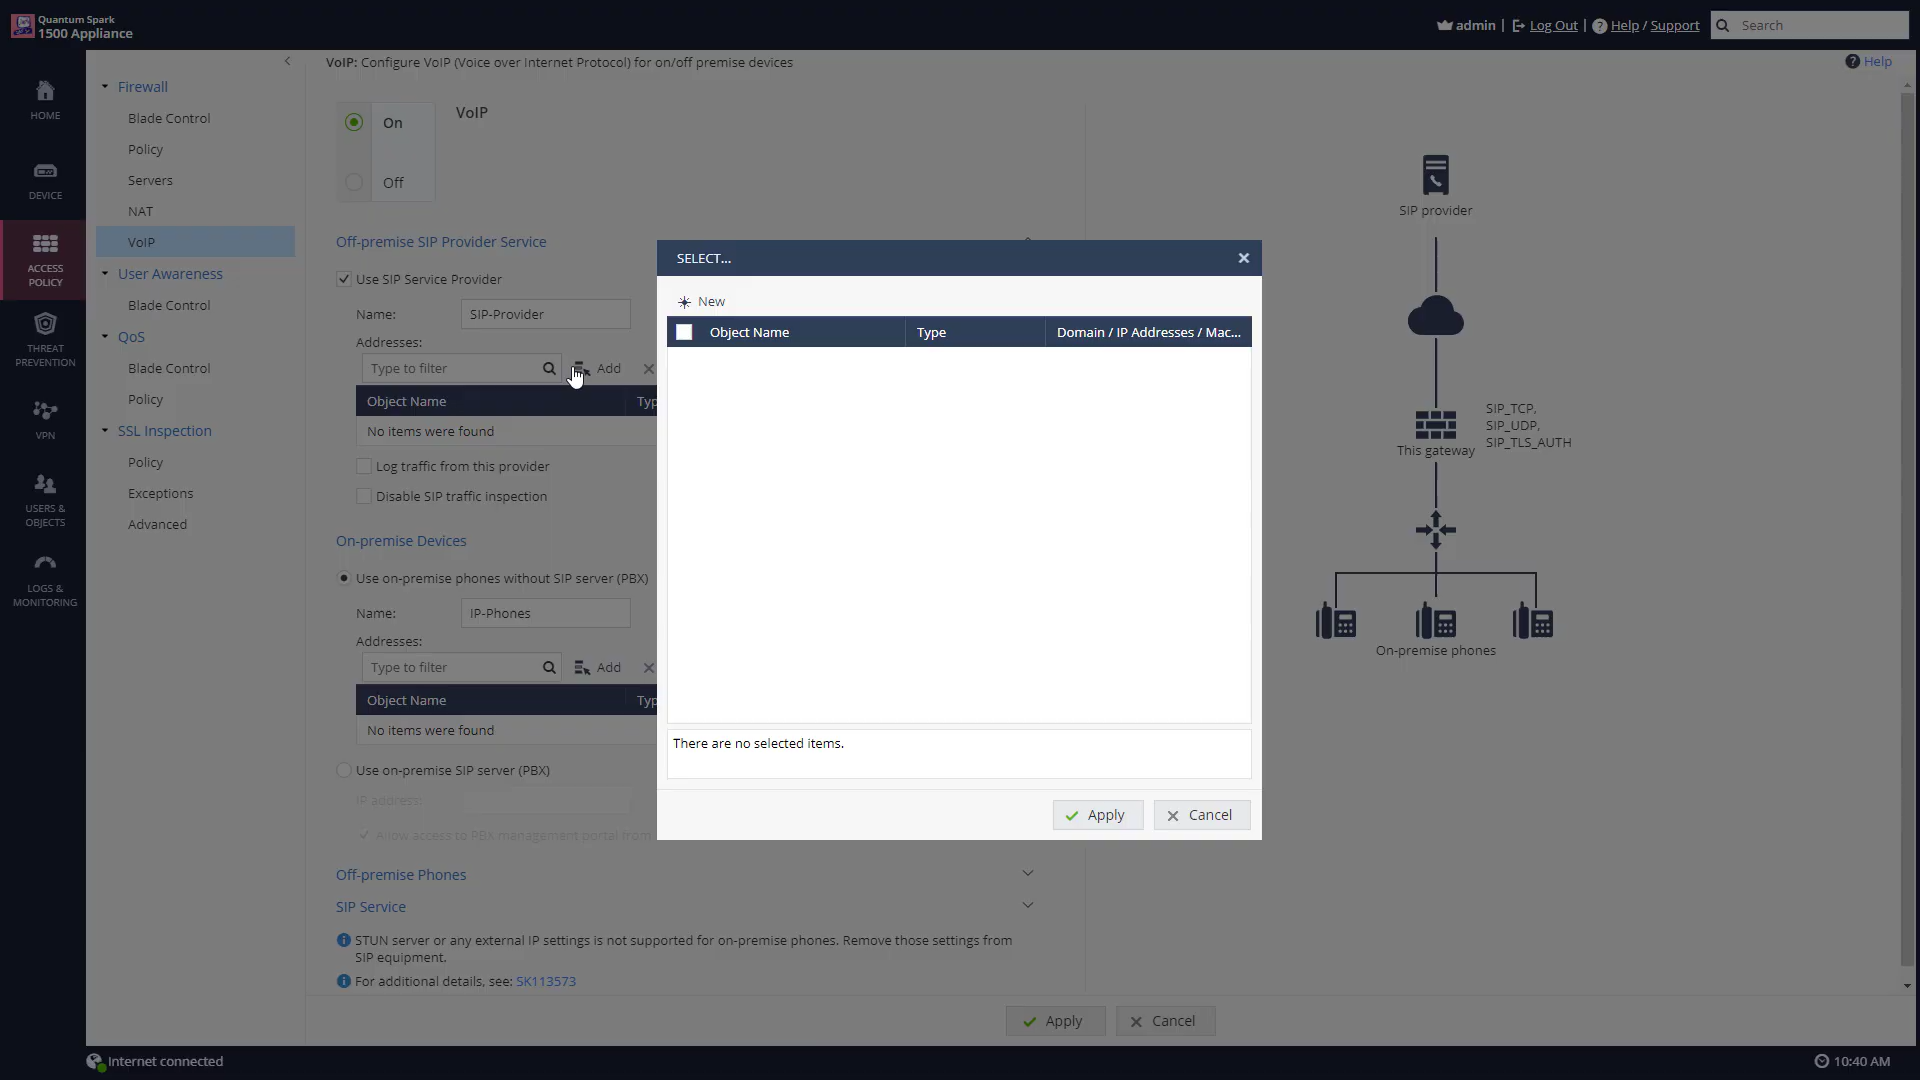 Quantum Spark
1500 Appliance
admin | Log Out | Help / Support
Search
HOME
DEVICE
ACCESS
POLICY
THREAT
PREVENTION
VPN
USERS &
OBJECTS
LOGS &
MONITORING
Firewall
Blade Control
Policy
Servers
NAT
VoIP
User Awareness
Blade Control
QoS
Blade Control
Policy
SSL Inspection
Policy
Exceptions
Advanced
VoIP: Configure VoIP (Voice over Internet Protocol) for on/off premise devices
Help
On
VoIP
Off
Off-premise SIP Provider Service
Use SIP Service Provider
Name: SIP-Provider
Addresses:
Type to filter
Add
Object Name
Typ
No items were found
Log traffic from this provider
Disable SIP traffic inspection
On-premise Devices
Use on-premise phones without SIP server (PBX)
Name: IP-Phones
Addresses:
Type to filter
Add
Object Name
Typ
No items were found
Use on-premise SIP server (PBX)
IP address:
Allow access to PBX management portal from
Off-premise Phones
SIP Service
STUN server or any external IP settings is not supported for on-premise phones. Remove those settings from
SIP equipment.
For additional details, see: SK113573
Apply
Cancel
SELECT...
New
Object Name
Type
Domain / IP Addresses / Mac...
There are no selected items.
Apply
Cancel
SIP provider
SIP_TCP,
SIP_UDP,
SIP_TLS_AUTH
This gateway
On-premise phones
Internet connected
10:40 AM